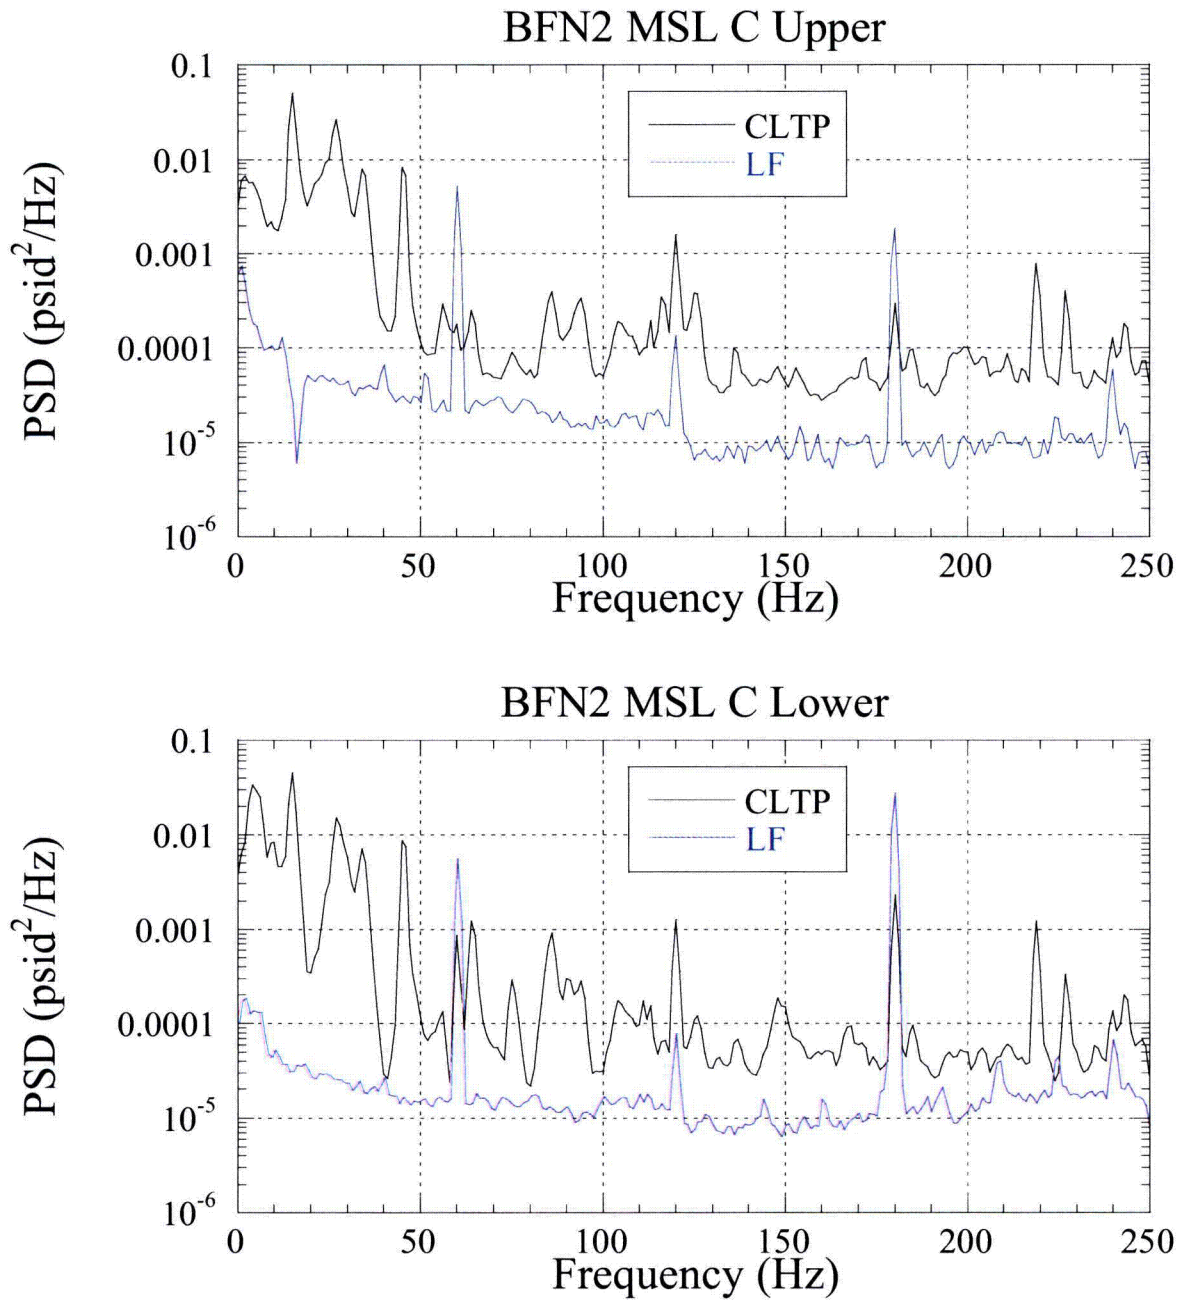 BFN2 MSL C Upper
PSD (psid²/Hz)
0.1
0.01
0.001
0.0001
10⁻⁵
10⁻⁶
CLTP
LF
0 50 100 150 200 250
Frequency (Hz)
BFN2 MSL C Lower
PSD (psid²/Hz)
0.1
0.01
0.001
0.0001
10⁻⁵
10⁻⁶
CLTP
LF
0 50 100 150 200 250
Frequency (Hz)